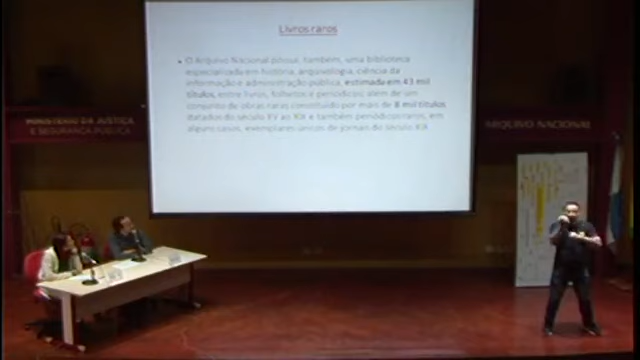 Livros raros
• O Arquivo Nacional possui, também, uma biblioteca
especializada em história, arquivologia, ciência da
informação e administração pública, estimada em 43 mil
títulos, entre livros, folhetos e periódicos além de um
conjunto de obras raras constituído por mais de 8 mil títulos
datados do século XV ao XIX e também periódicos raros, em
alguns casos, exemplares únicos de jornais do século XIX.
MINISTÉRIO DA JUSTIÇA
E SEGURANÇA PÚBLICA
ARQUIVO NACIONAL